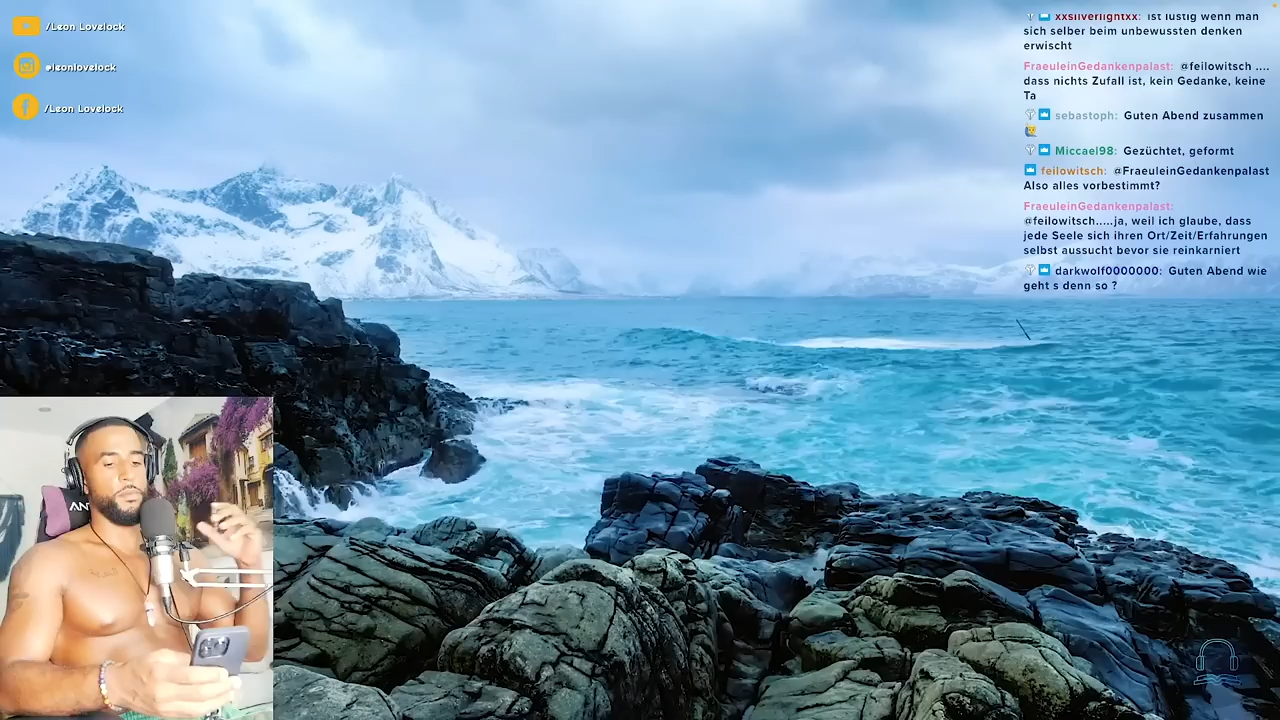 /Leon Lovelock
@leonlovelock
/Leon Lovelock
xxsilverlightxx: ist lustig wenn man
sich selber beim unbewussten denken
erwischt
FraeuleinGedankenpalast: @feilowitsch ....
dass nichts Zufall ist, kein Gedanke, keine
Ta
sebastoph: Guten Abend zusammen
Miccael98: Gezüchtet, geformt
feilowitsch: @FraeuleinGedankenpalast
Also alles vorbestimmt?
FraeuleinGedankenpalast:
@feilowitsch.....ja, weil ich glaube, dass
jede Seele sich ihren Ort/Zeit/Erfahrungen
selbst aussucht bevor sie reinkarniert
darkwolf0000000: Guten Abend wie
geht s denn so ?
AN